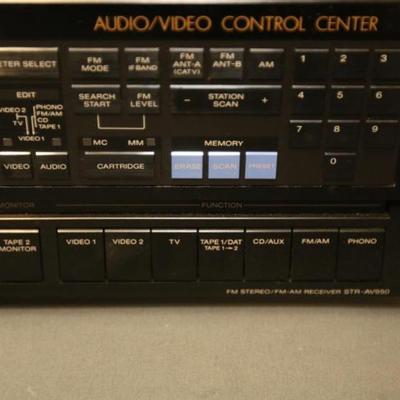 AUDIO/VIDEO CONTROL CENTER
ETER SELECT
FM MODE
FM IF BAND
FM ANT-A (CATV)
FM ANT-B
AM
1 2 3
EDIT
SEARCH START
FM LEVEL
− STATION SCAN +
4 5 6
VIDEO 2
TV
VIDEO 1
PHONO
FM/AM
CD
TAPE 1
7 8 9
MC MM
MEMORY
VIDEO
AUDIO
CARTRIDGE
ERASE
SCAN
PRESET
0
MONITOR
FUNCTION
TAPE 2 MONITOR
VIDEO 1
VIDEO 2
TV
TAPE 1/DAT
TAPE 1→2
CD/AUX
FM/AM
PHONO
FM STEREO/FM-AM RECEIVER STR-AV950